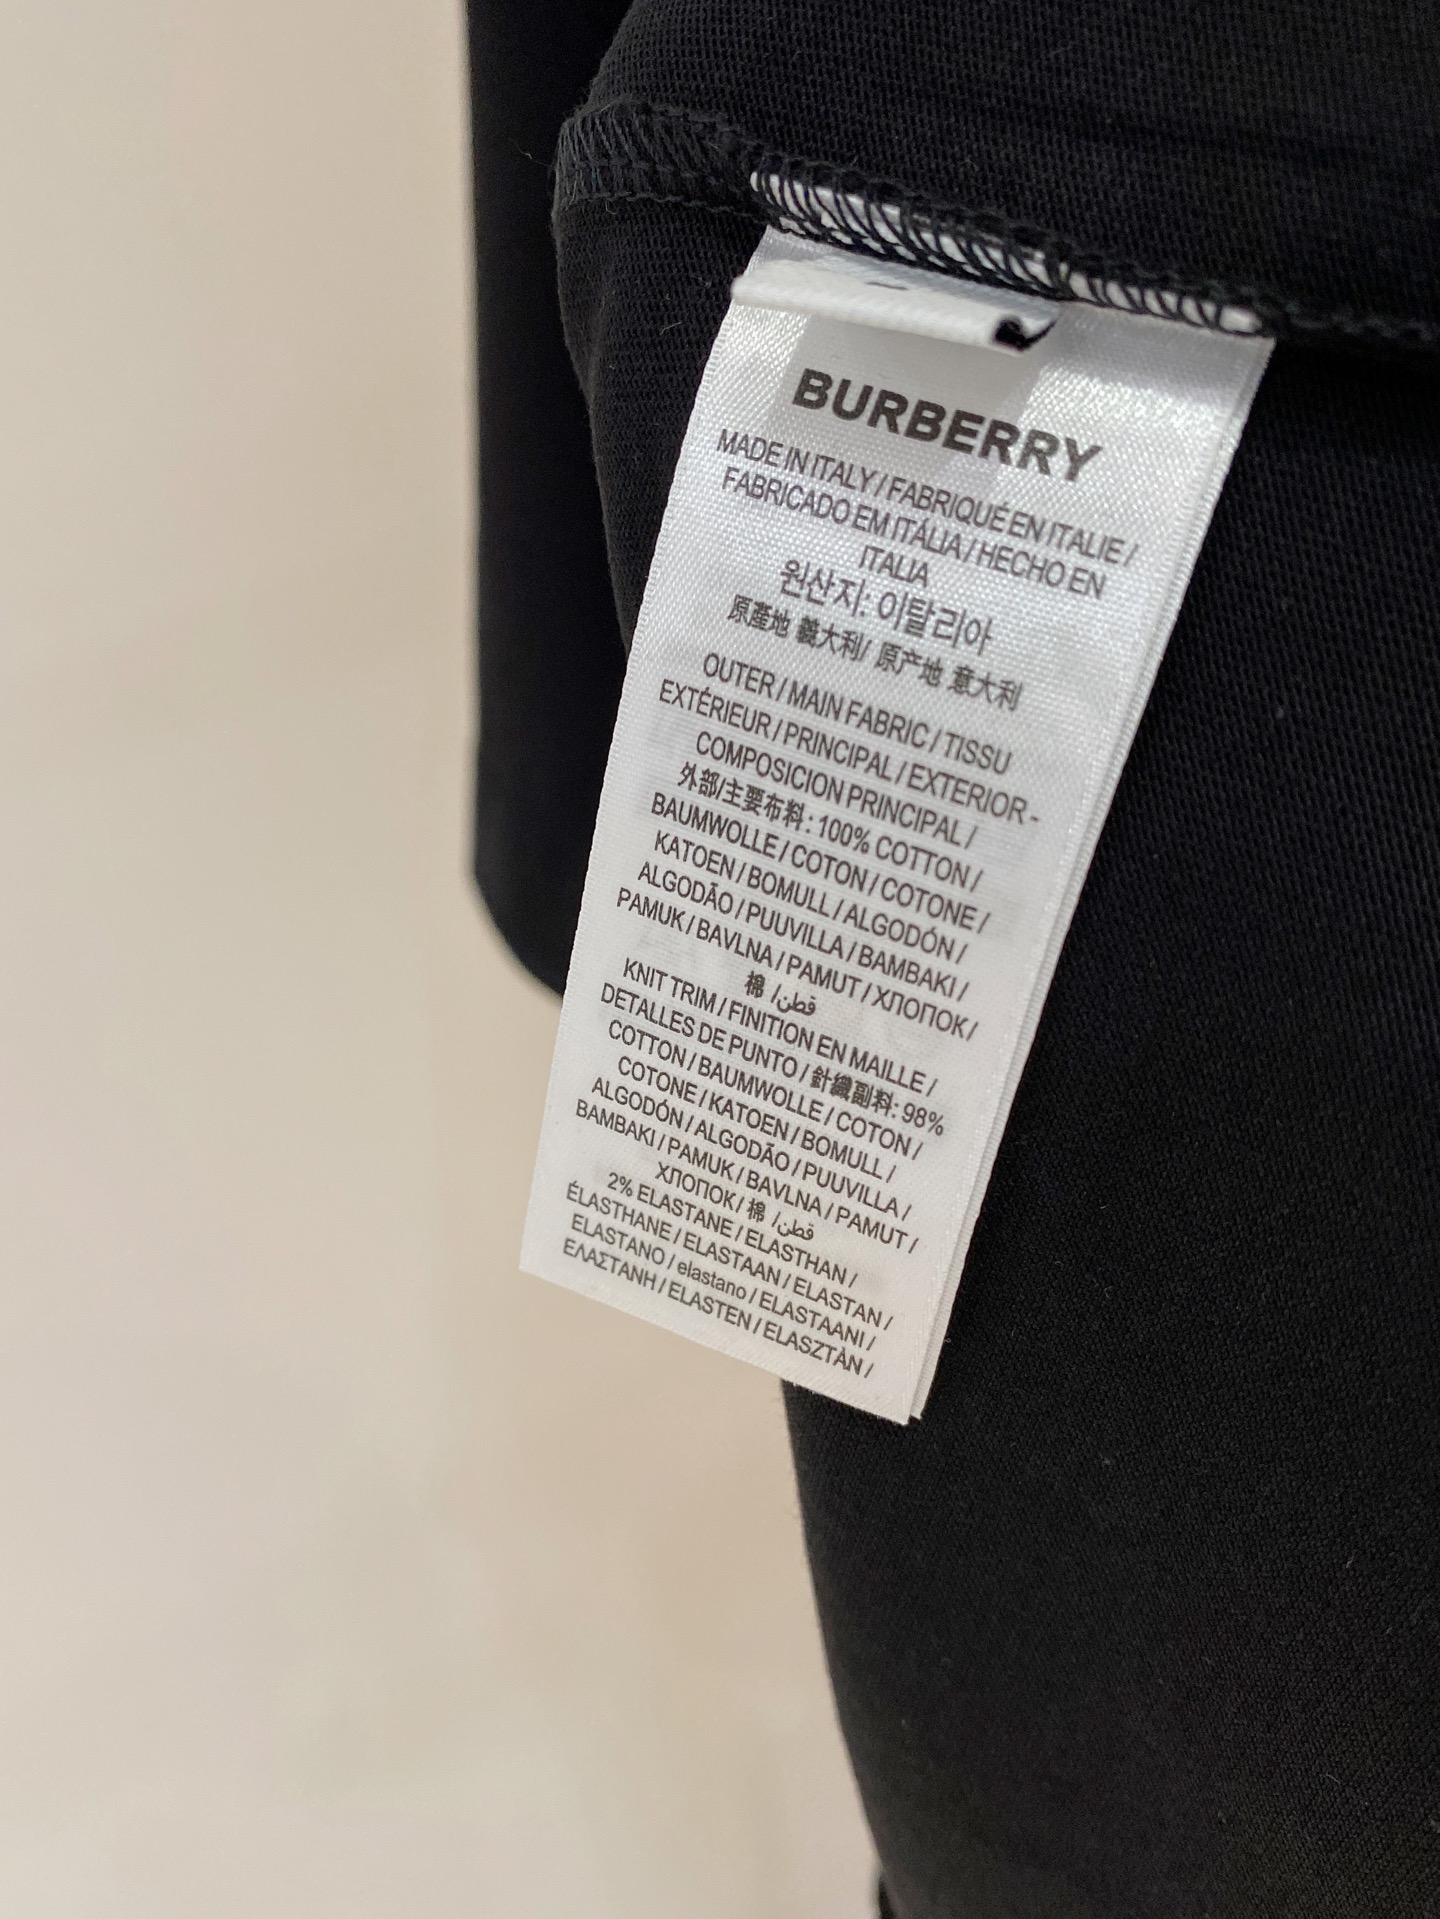 BURBERRY
MADE IN ITALY / FABRIQUÉ EN ITALIE /
FABRICADO EM ITÁLIA / HECHO EN
ITALIA
원산지: 이탈리아
原產地 義大利/ 原产地 意大利
OUTER / MAIN FABRIC / TISSU
EXTÉRIEUR / PRINCIPAL / EXTERIOR -
COMPOSICION PRINCIPAL /
外部/主要布料: 100% COTTON /
BAUMWOLLE / COTON / COTONE /
KATOEN / BOMULL / ALGODÓN /
ALGODÃO / PUUVILLA / BAMBAKI /
PAMUK / BAVLNA / PAMUT / ХЛОПОК /
棉 / قطن
KNIT TRIM / FINITION EN MAILLE /
DETALLES DE PUNTO / 針織副料: 98%
COTTON / BAUMWOLLE / COTON /
COTONE / KATOEN / BOMULL /
ALGODÓN / ALGODÃO / PUUVILLA /
BAMBAKI / PAMUK / BAVLNA / PAMUT /
ХЛОПОК / 棉 / قطن
2% ELASTANE / ELASTHAN /
ÉLASTHANE / ELASTAAN / ELASTAN /
ELASTANO / elastano / ELASTAANI /
ΕΛΑΣΤΑΝΗ / ELASTEN / ELASZTÀN /